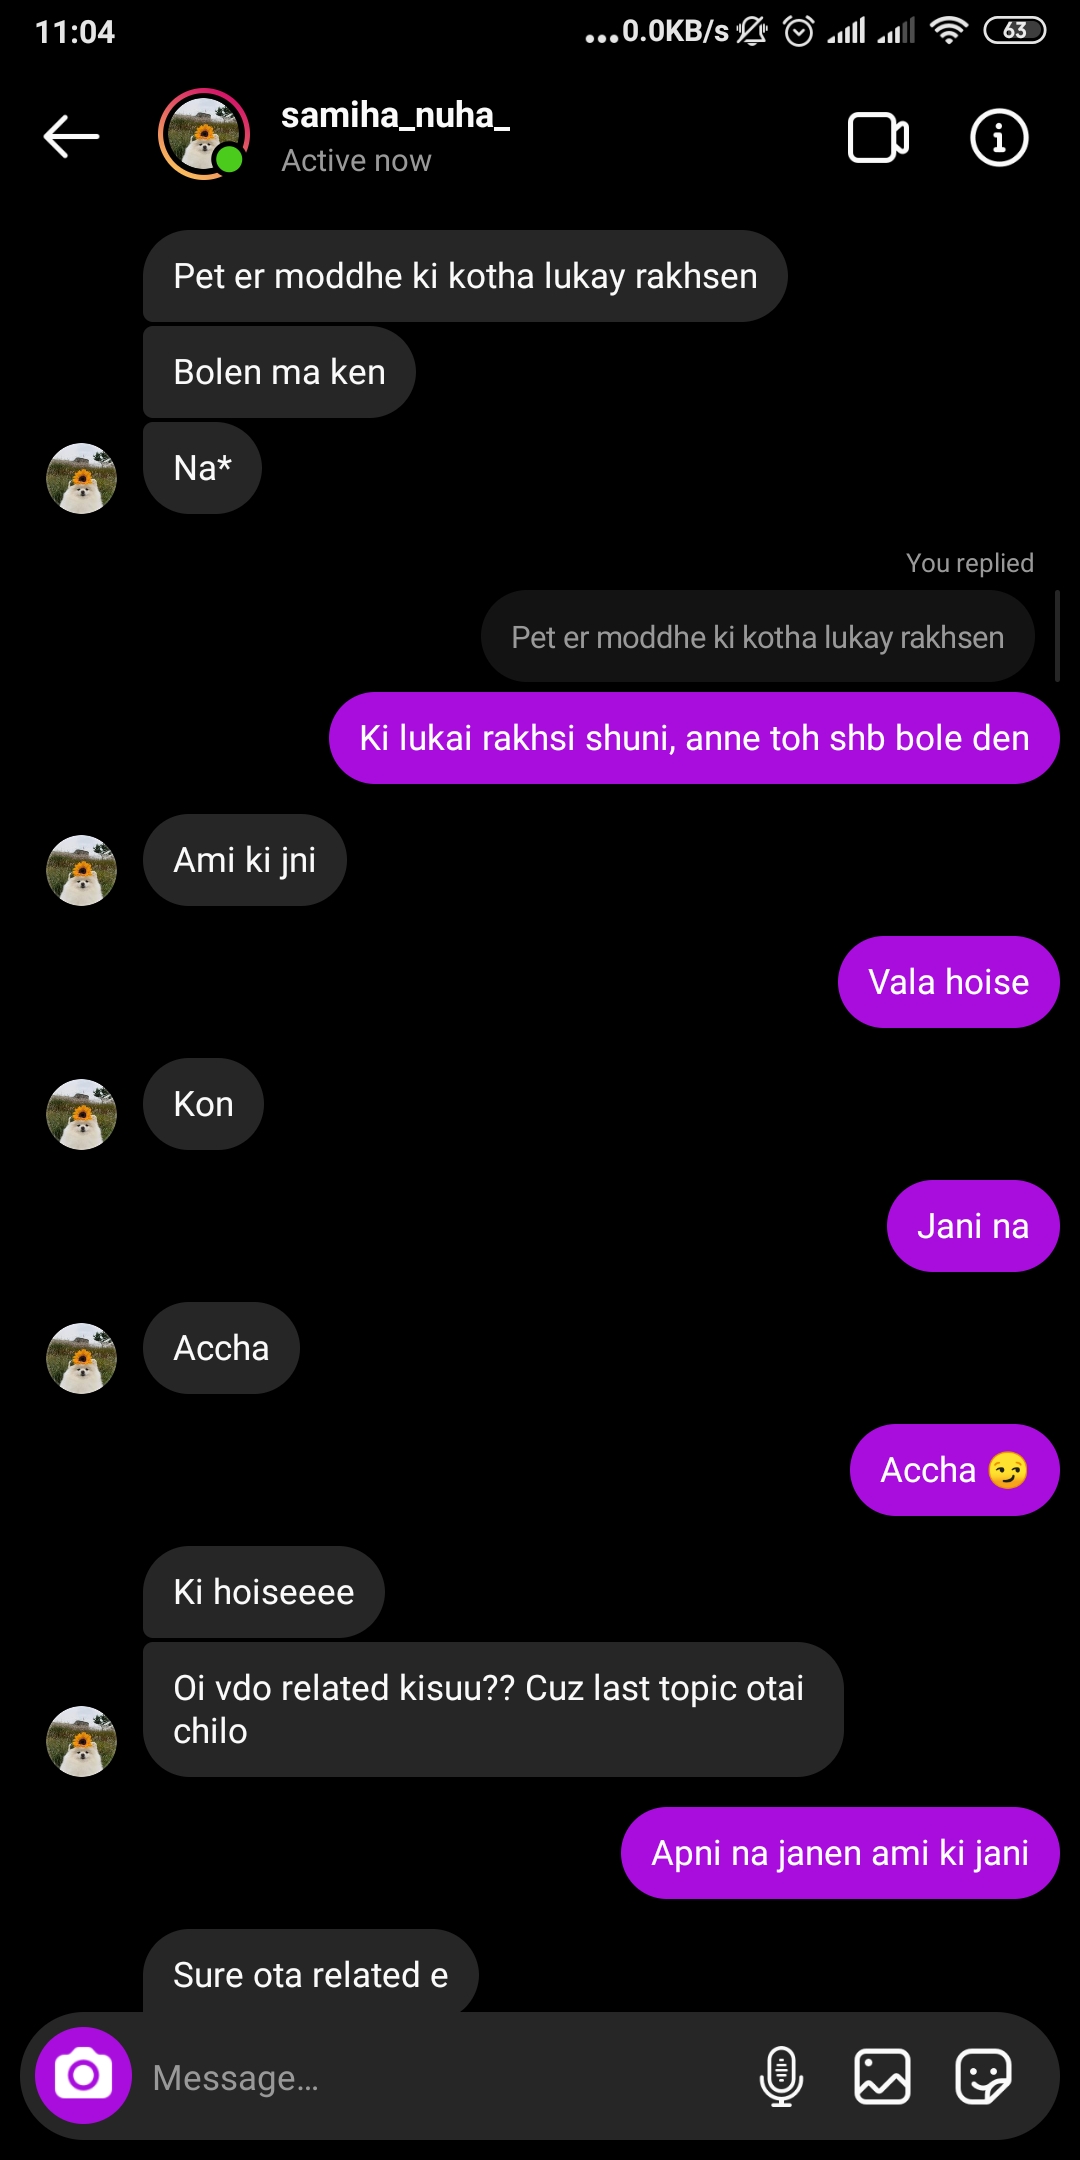 11:04
...0.0KB/s
63
samiha_nuha_
Active now
Pet er moddhe ki kotha lukay rakhsen
Bolen ma ken
Na*
You replied
Pet er moddhe ki kotha lukay rakhsen
Ki lukai rakhsi shuni, anne toh shb bole den
Ami ki jni
Vala hoise
Kon
Jani na
Accha
Accha 😏
Ki hoiseeee
Oi vdo related kisuu?? Cuz last topic otai
chilo
Apni na janen ami ki jani
Sure ota related e
Message...